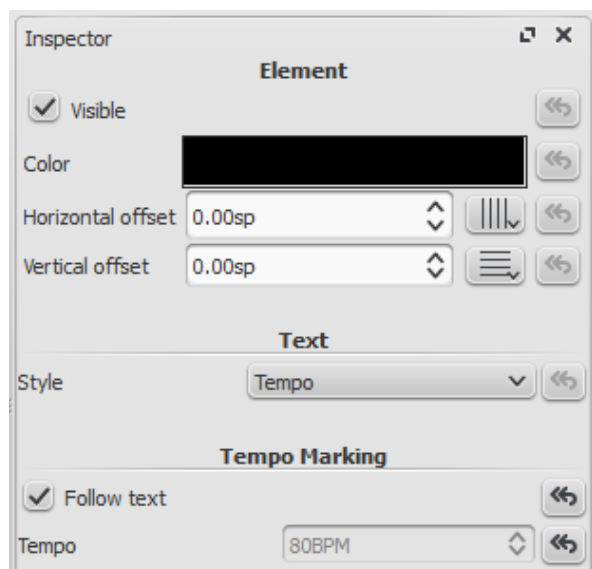 Inspector
Element
Visible
Color
Horizontal offset 0.00sp
Vertical offset 0.00sp
Text
Style Tempo
Tempo Marking
Follow text
Tempo 80BPM